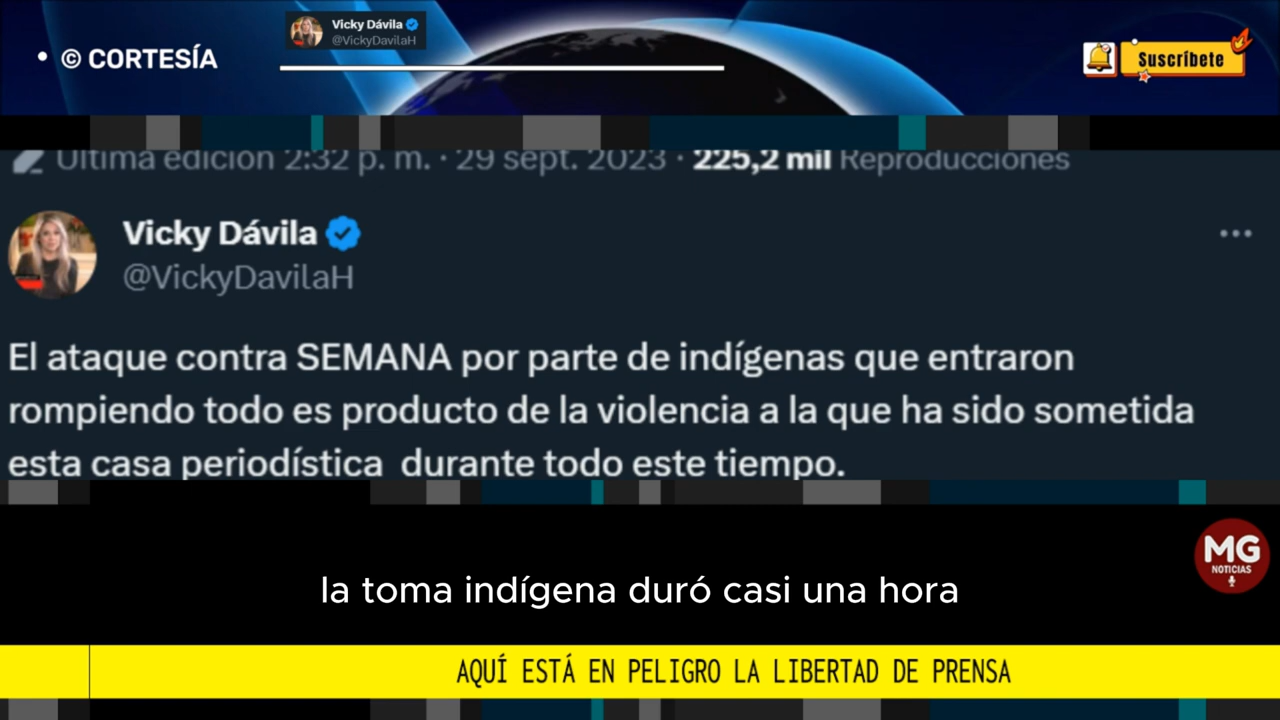 Vicky Dávila
@VickyDavilaH
• © CORTESÍA
Suscríbete
Última edición 2:32 p. m. · 29 sept. 2023 · 225,2 mil Reproducciones
Vicky Dávila
@VickyDavilaH
El ataque contra SEMANA por parte de indígenas que entraron
rompiendo todo es producto de la violencia a la que ha sido sometida
esta casa periodística durante todo este tiempo.
MG
NOTICIAS
la toma indígena duró casi una hora
AQUÍ ESTÁ EN PELIGRO LA LIBERTAD DE PRENSA